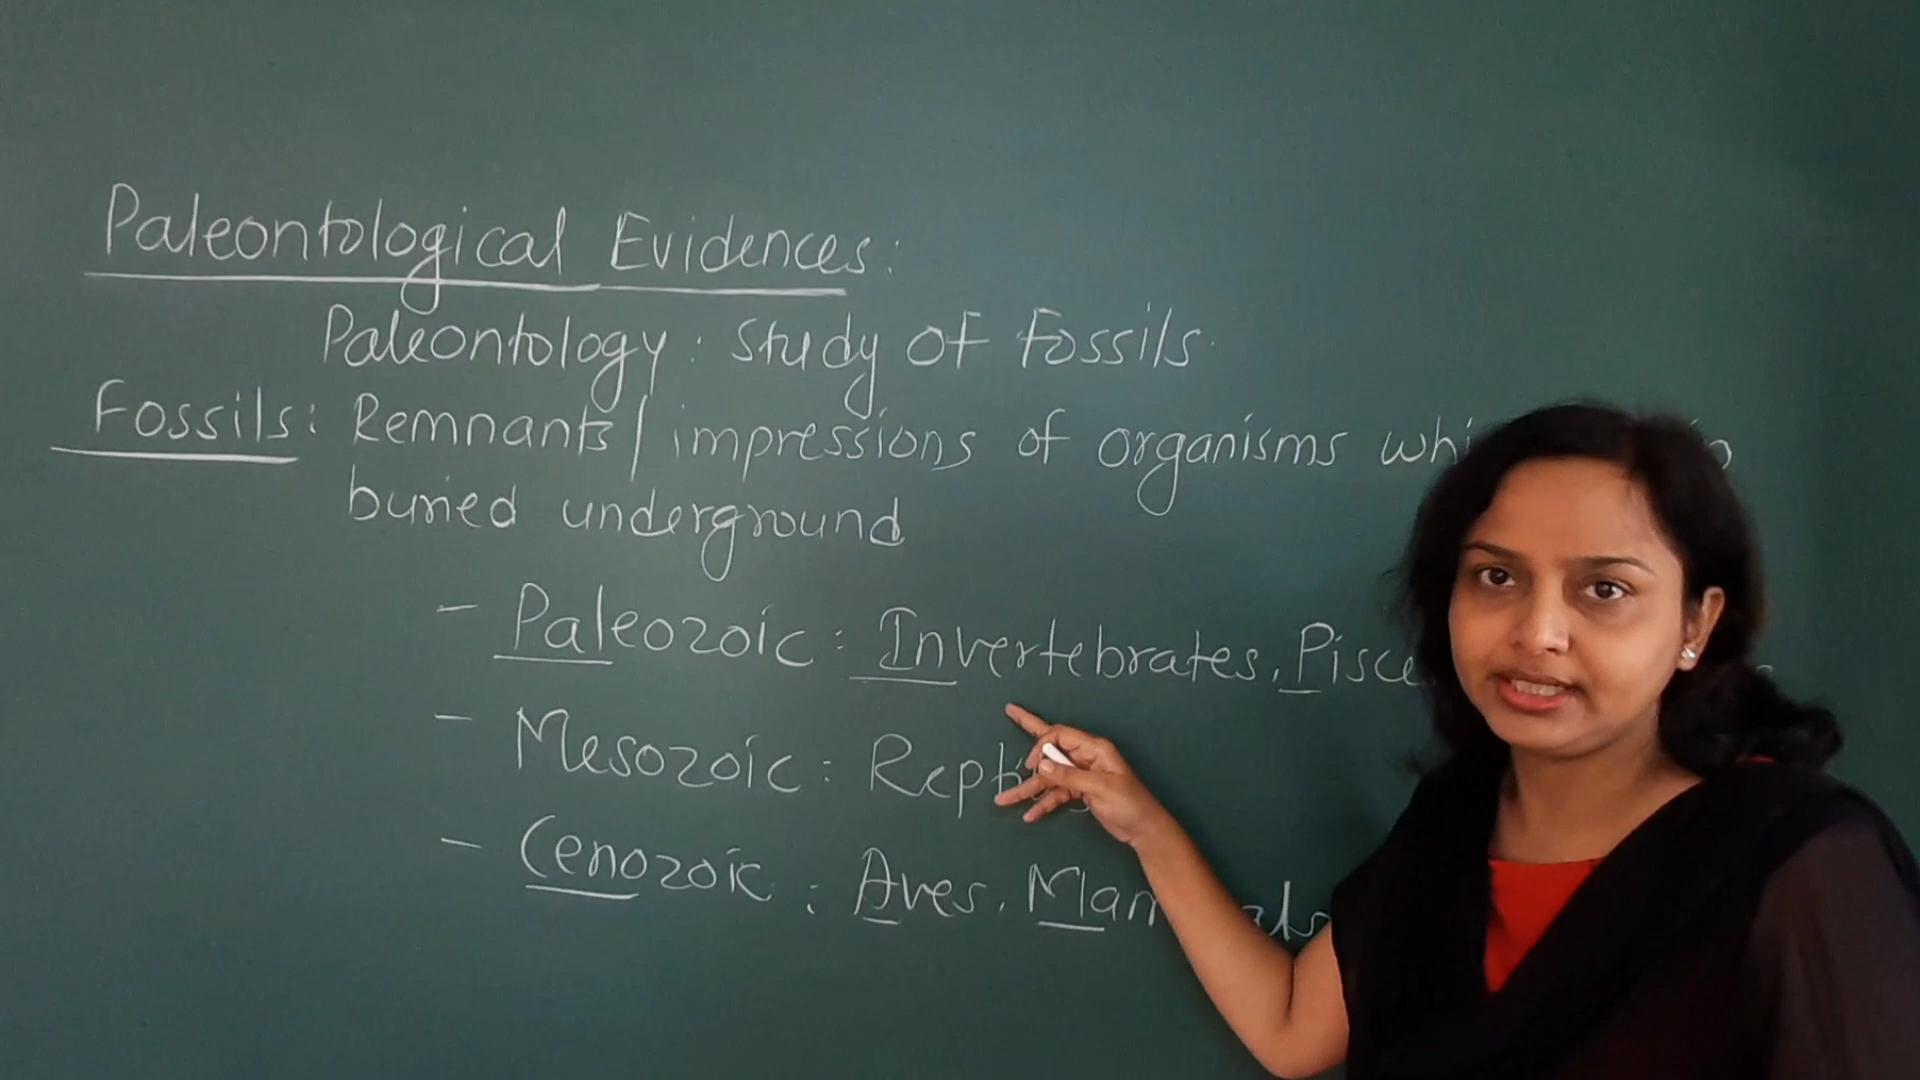 Paleontological Evidences:
Paleontology: Study of Fossils
Fossils: Remnants/impressions of organisms
buried underground
- Paleozoic: Invertebrates,
- Mesozoic:
- Cenozoic: Aves,